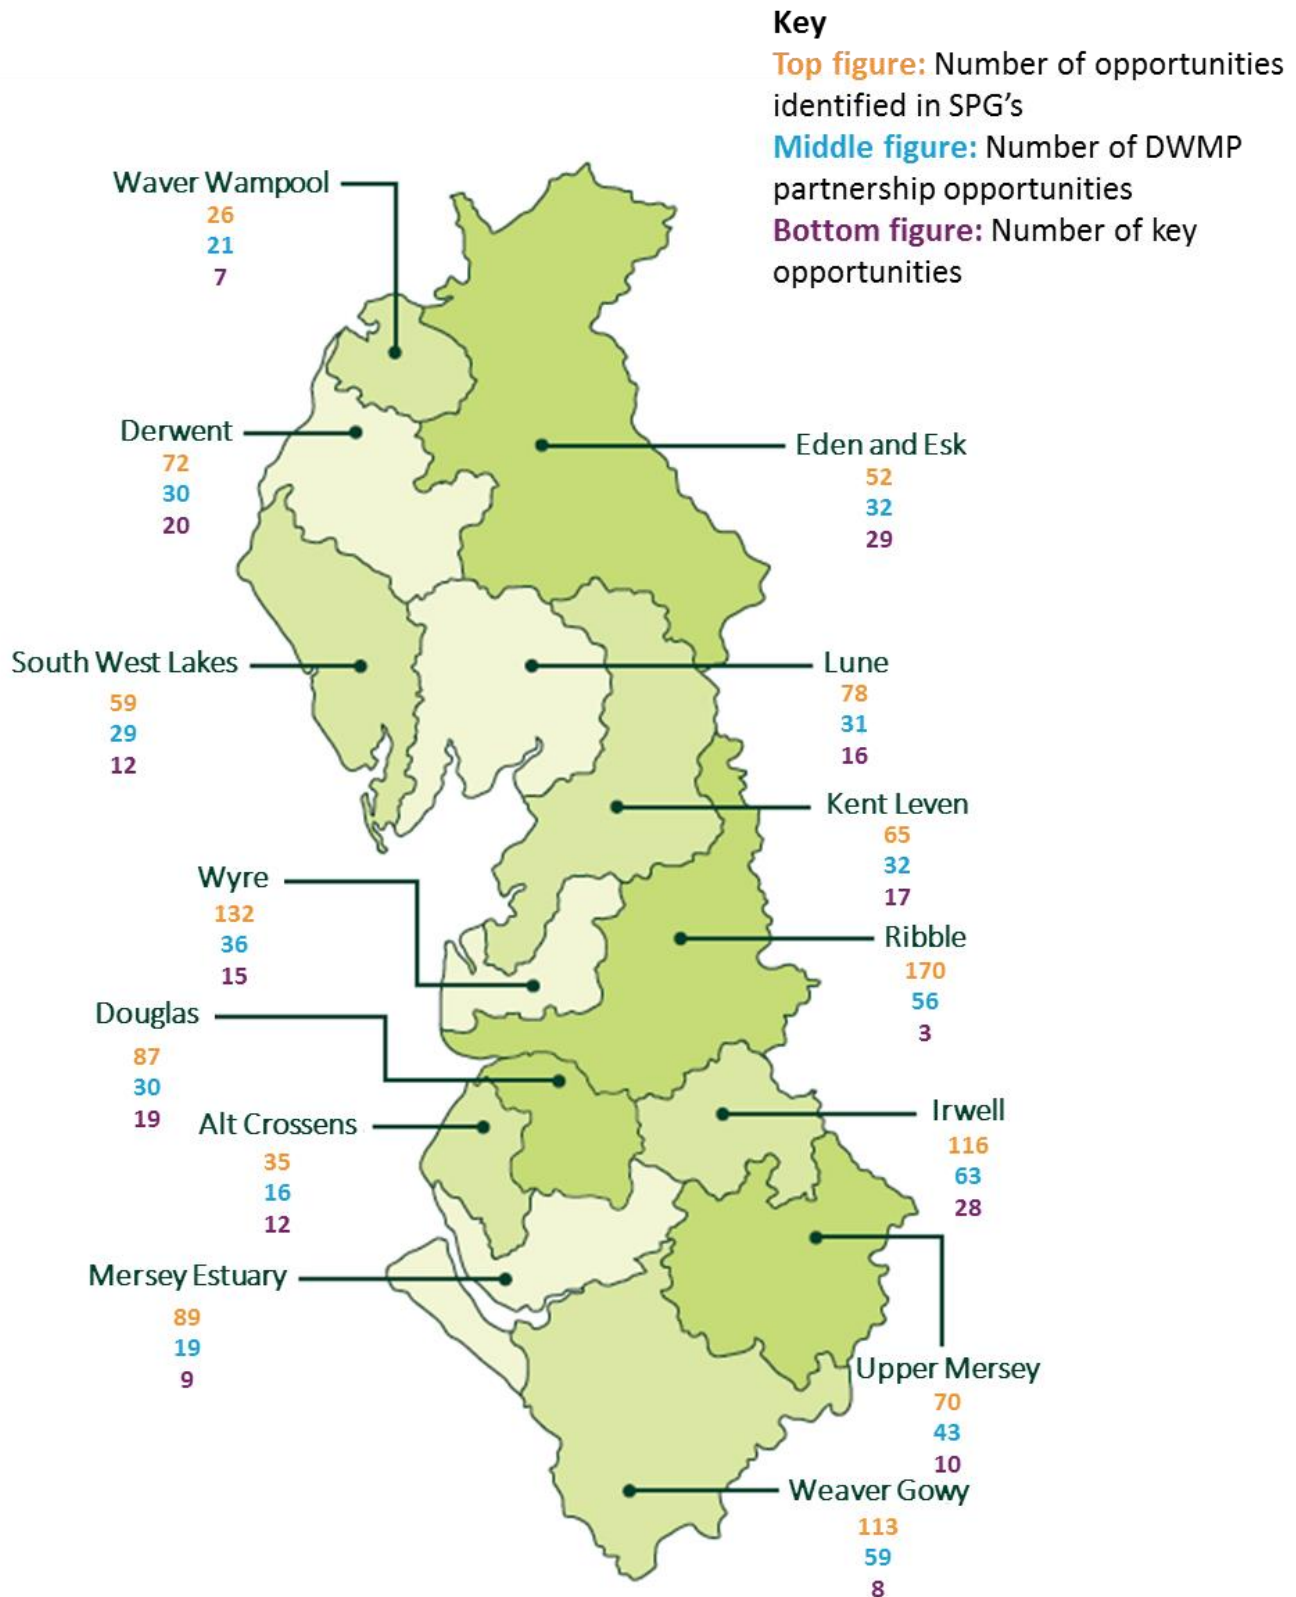 Key
Top figure: Number of opportunities
identified in SPG's
Middle figure: Number of DWMP
partnership opportunities
Bottom figure: Number of key
opportunities
Waver Wampool
26
21
7
Derwent
72
30
20
Eden and Esk
52
32
29
South West Lakes
59
29
12
Lune
78
31
16
Kent Leven
65
32
17
Wyre
132
36
15
Ribble
170
56
3
Douglas
87
30
19
Alt Crossens
35
16
12
Irwell
116
63
28
Mersey Estuary
89
19
9
Upper Mersey
70
43
10
Weaver Gowy
113
59
8